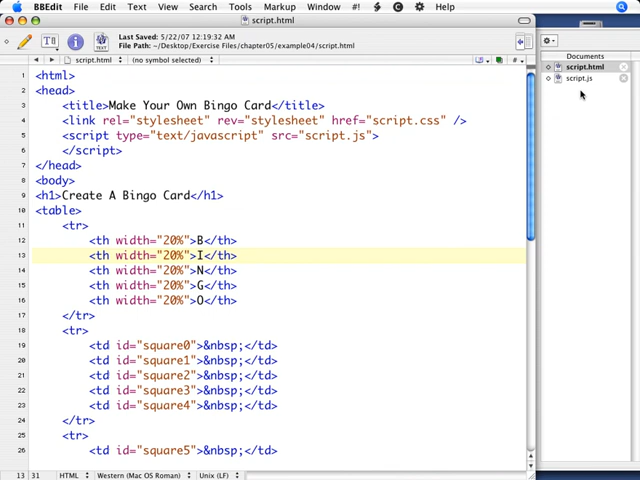 BBEdit File Edit Text View Search Tools Markup Window Help
script.html
Last Saved: 5/22/07 12:19:32 AM
File Path: ~/Desktop/Exercise Files/chapter05/example04/script.html
script.html (no symbol selected) #
Documents
script.html
script.js
1 <html>
2 <head>
3 <title>Make Your Own Bingo Card</title>
4 <link rel="stylesheet" rev="stylesheet" href="script.css" />
5 <script type="text/javascript" src="script.js">
6 </script>
7 </head>
8 <body>
9 <h1>Create A Bingo Card</h1>
10 <table>
11 <tr>
12 <th width="20%">B</th>
13 <th width="20%">I</th>
14 <th width="20%">N</th>
15 <th width="20%">G</th>
16 <th width="20%">O</th>
17 </tr>
18 <tr>
19 <td id="square0">&nbsp;</td>
20 <td id="square1">&nbsp;</td>
21 <td id="square2">&nbsp;</td>
22 <td id="square3">&nbsp;</td>
23 <td id="square4">&nbsp;</td>
24 </tr>
25 <tr>
26 <td id="square5">&nbsp;</td>
13 31 HTML Western (Mac OS Roman) Unix (LF)